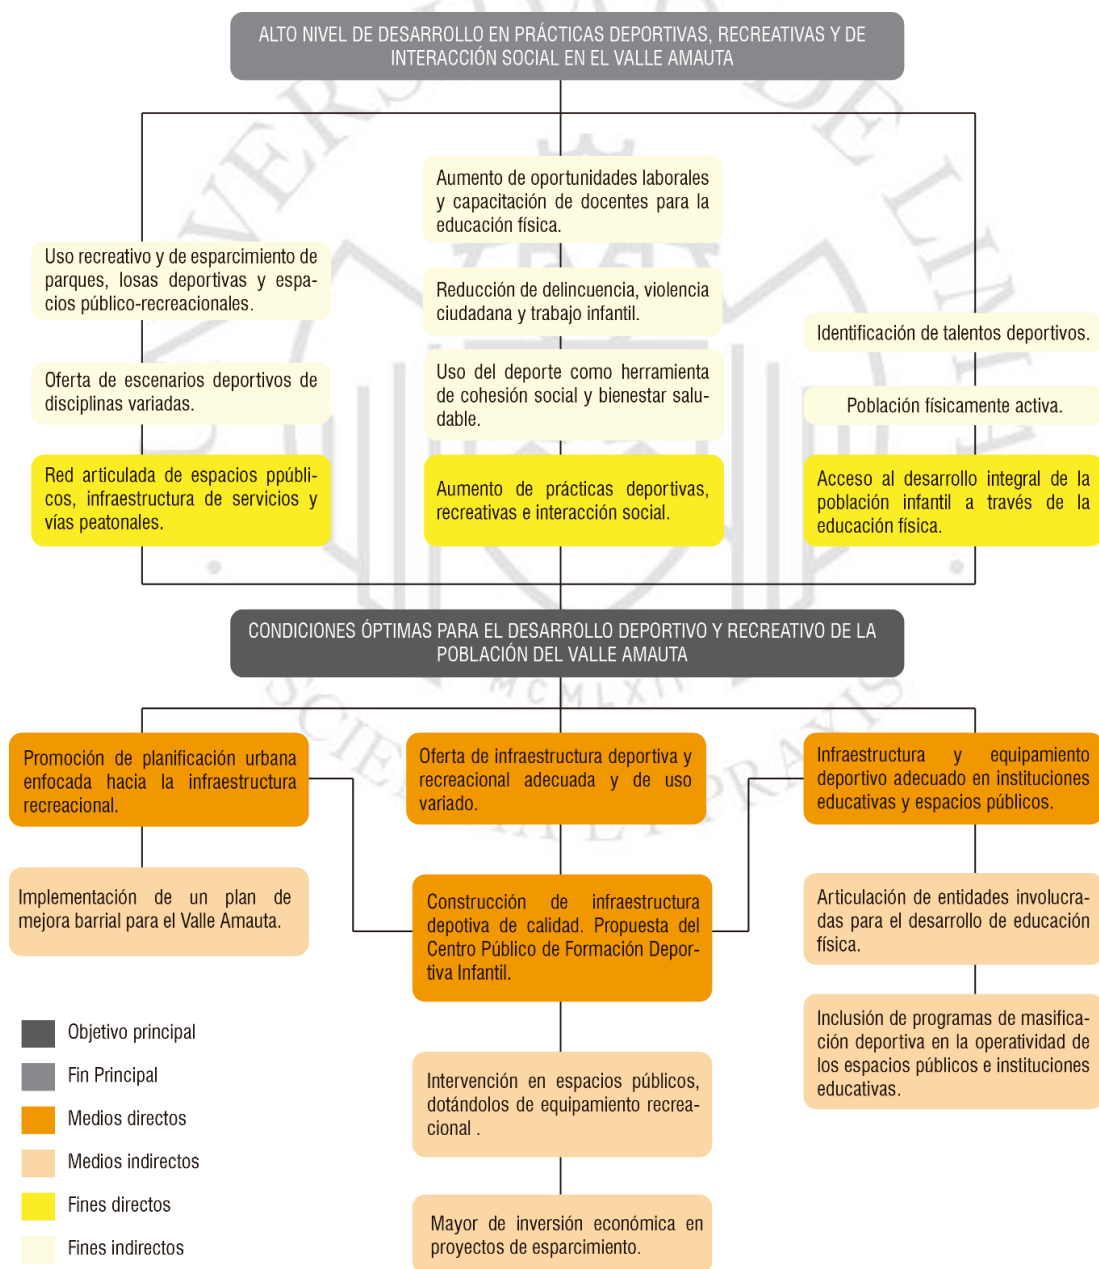 ALTO NIVEL DE DESARROLLO EN PRÁCTICAS DEPORTIVAS, RECREATIVAS Y DE
INTERACCIÓN SOCIAL EN EL VALLE AMAUTA
Uso recreativo y de esparcimiento de
parques, losas deportivas y espa-
cios público-recreacionales.
Oferta de escenarios deportivos de
disciplinas variadas.
Red articulada de espacios ppúbli-
cos, infraestructura de servicios y
vías peatonales.
Aumento de oportunidades laborales
y capacitación de docentes para la
educación física.
Reducción de delincuencia, violencia
ciudadana y trabajo infantil.
Uso del deporte como herramienta
de cohesión social y bienestar salu-
dable.
Aumento de prácticas deportivas,
recreativas e interacción social.
Identificación de talentos deportivos.
Población físicamente activa.
Acceso al desarrollo integral de la
población infantil a través de la
educación física.
CONDICIONES ÓPTIMAS PARA EL DESARROLLO DEPORTIVO Y RECREATIVO DE LA
POBLACIÓN DEL VALLE AMAUTA
Promoción de planificación urbana
enfocada hacia la infraestructura
recreacional.
Implementación de un plan de
mejora barrial para el Valle Amauta.
Oferta de infraestructura deportiva y
recreacional adecuada y de uso
variado.
Construcción de infraestructura
depotiva de calidad. Propuesta del
Centro Público de Formación Depor-
tiva Infantil.
Intervención en espacios públicos,
dotándolos de equipamiento recrea-
cional .
Mayor de inversión económica en
proyectos de esparcimiento.
Infraestructura y equipamiento
deportivo adecuado en instituciones
educativas y espacios públicos.
Articulación de entidades involucra-
das para el desarrollo de educación
física.
Inclusión de programas de masifica-
ción deportiva en la operatividad de
los espacios públicos e instituciones
educativas.
Objetivo principal
Fin Principal
Medios directos
Medios indirectos
Fines directos
Fines indirectos
UNIVERSIDAD DE LIMA
MCMLXII
SCIENTIA ET PRAXIS